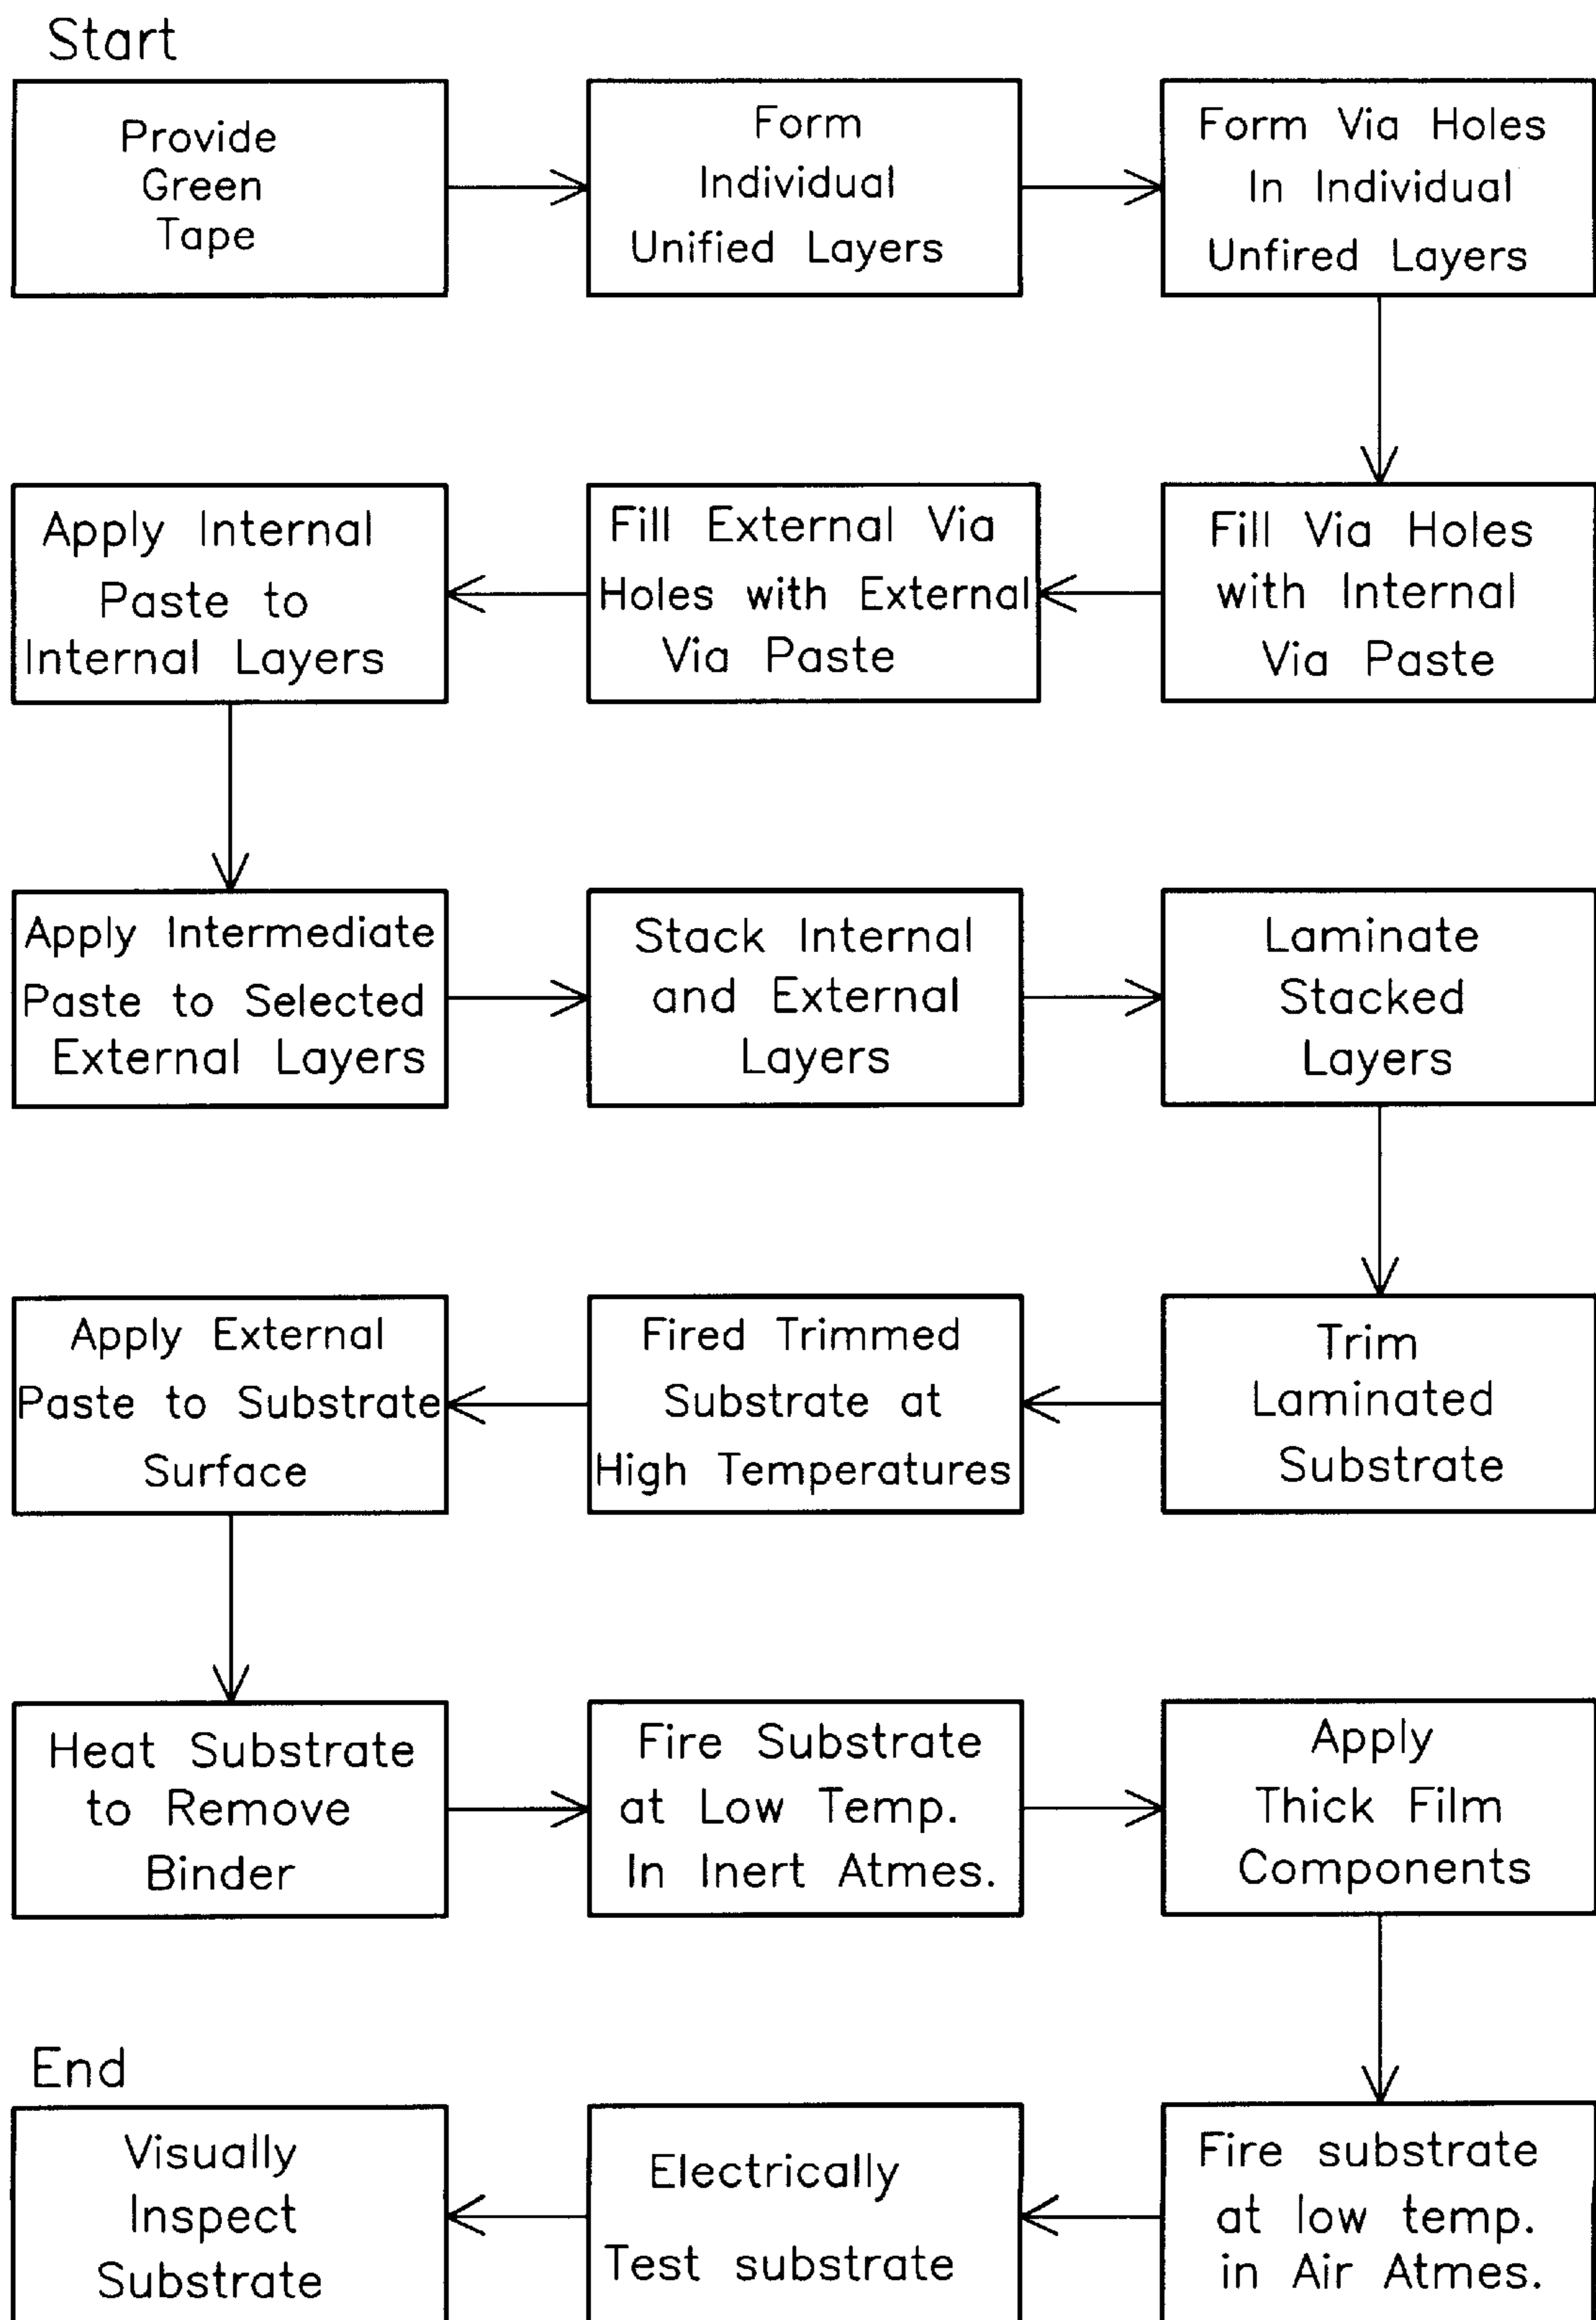 Start
Provide
Green
Tape
Form
Individual
Unified Layers
Form Via Holes
In Individual
Unfired Layers
Fill Via Holes
with Internal
Via Paste
Fill External Via
Holes with External
Via Paste
Apply Internal
Paste to
Internal Layers
Apply Intermediate
Paste to Selected
External Layers
Stack Internal
and External
Layers
Laminate
Stacked
Layers
Trim
Laminated
Substrate
Fired Trimmed
Substrate at
High Temperatures
Apply External
Paste to Substrate
Surface
Heat Substrate
to Remove
Binder
Fire Substrate
at Low Temp.
In Inert Atmes.
Apply
Thick Film
Components
Fire substrate
at low temp.
in Air Atmes.
Electrically
Test substrate
End
Visually
Inspect
Substrate